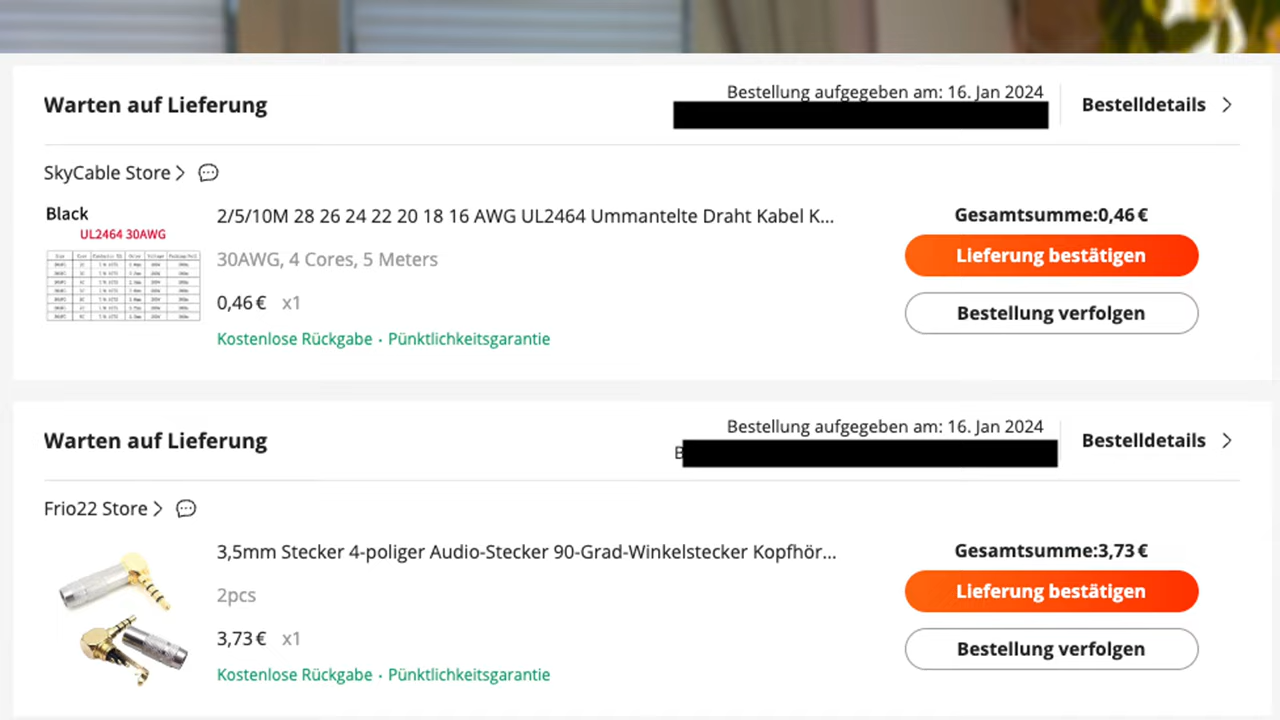 Warten auf Lieferung
Bestellung aufgegeben am: 16. Jan 2024
Bestelldetails
SkyCable Store
Black
UL2464 30AWG
2/5/10M 28 26 24 22 20 18 16 AWG UL2464 Ummantelte Draht Kabel K...
30AWG, 4 Cores, 5 Meters
0,46 € x1
Kostenlose Rückgabe · Pünktlichkeitsgarantie
Gesamtsumme:0,46 €
Lieferung bestätigen
Bestellung verfolgen
Warten auf Lieferung
Bestellung aufgegeben am: 16. Jan 2024
B
Bestelldetails
Frio22 Store
3,5mm Stecker 4-poliger Audio-Stecker 90-Grad-Winkelstecker Kopfhör...
2pcs
3,73 € x1
Kostenlose Rückgabe · Pünktlichkeitsgarantie
Gesamtsumme:3,73 €
Lieferung bestätigen
Bestellung verfolgen